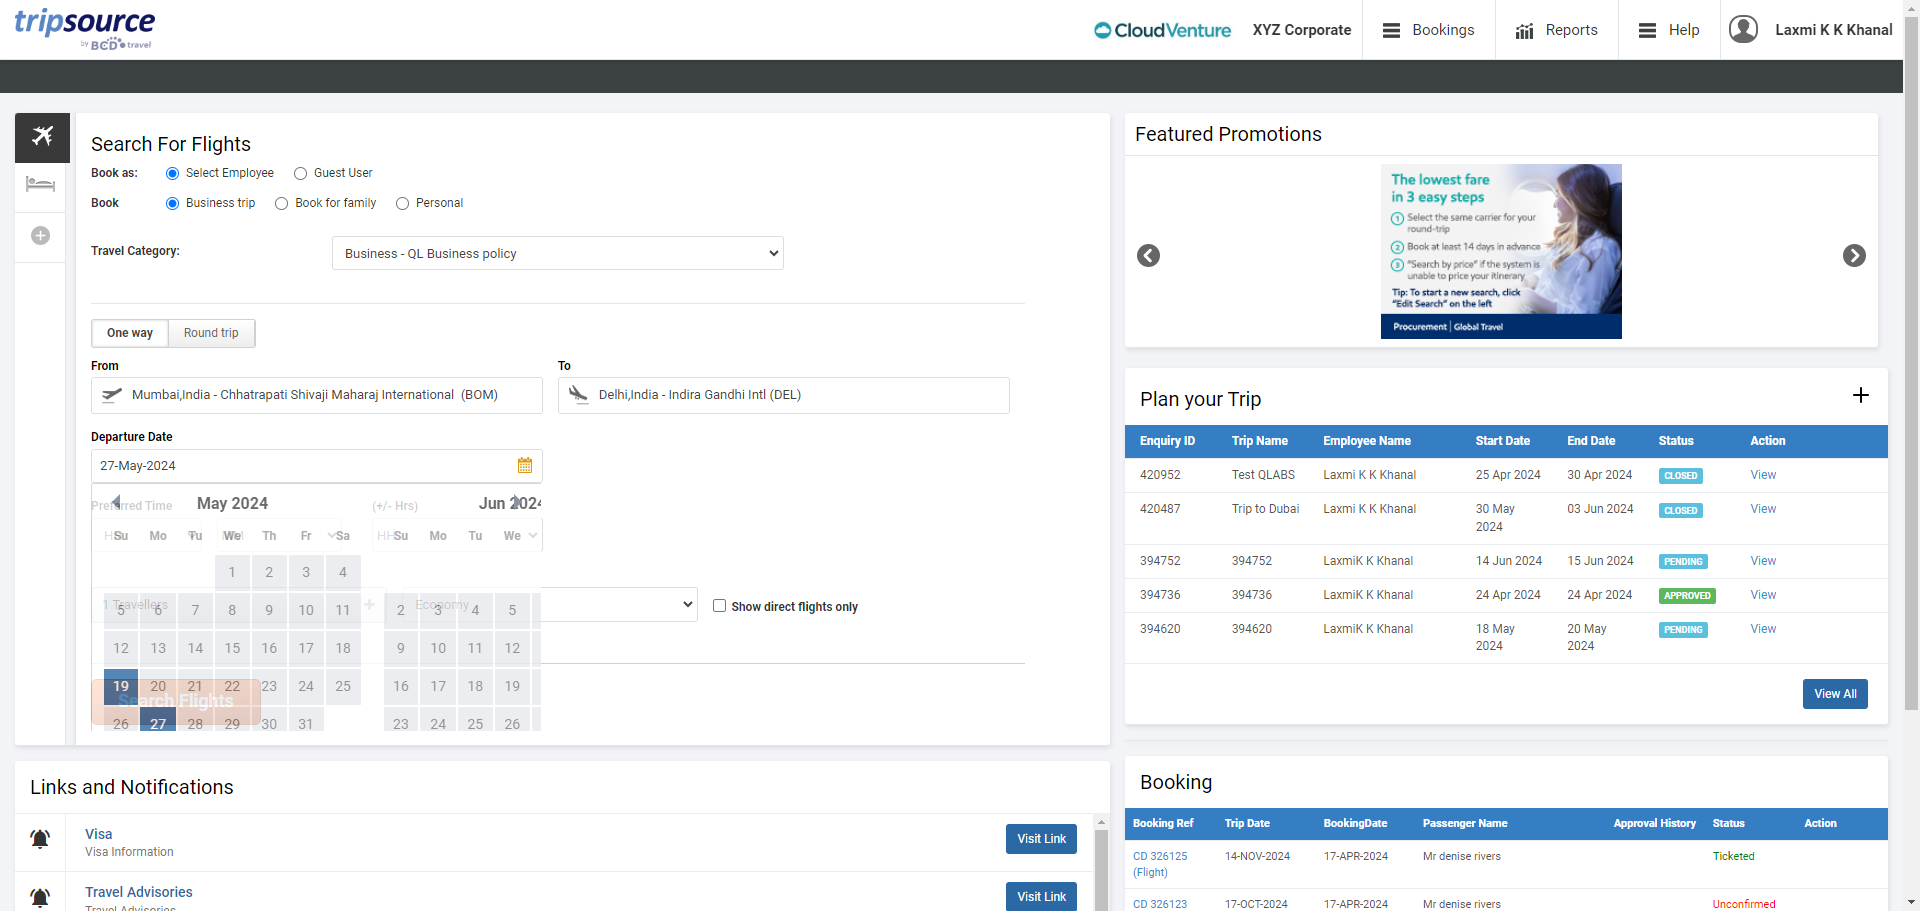 tripsource
by BCD travel
CloudVenture
XYZ Corporate
Bookings
Reports
Help
Laxmi K K Khanal
Search For Flights
Book as:
Select Employee
Guest User
Book
Business trip
Book for family
Personal
Travel Category:
Business - QL Business policy
One way
Round trip
From
To
Mumbai,India - Chhatrapati Shivaji Maharaj International (BOM)
Delhi,India - Indira Gandhi Intl (DEL)
Departure Date
27-May-2024
Preferred Time
(+/- Hrs)
May 2024
Jun 2024
Su Mo Tu We Th Fr Sa
Su Mo Tu We
1 2 3 4
5 6 7 8 9 10 11
2 3 4 5
12 13 14 15 16 17 18
9 10 11 12
19 20 21 22 23 24 25
16 17 18 19
26 27 28 29 30 31
23 24 25 26
1 Travellers
Economy
Show direct flights only
Search Flights
Links and Notifications
Visa
Visa Information
Visit Link
Travel Advisories
Travel Advisories
Visit Link
Featured Promotions
The lowest fare
in 3 easy steps
1 Select the same carrier for your
round-trip
2 Book at least 14 days in advance
3 "Search by price" if the system is
unable to price your itinerary
Tip: To start a new search, click
"Edit Search" on the left
Procurement | Global Travel
Plan your Trip
Enquiry ID Trip Name Employee Name Start Date End Date Status Action
420952 Test QLABS Laxmi K K Khanal 25 Apr 2024 30 Apr 2024 CLOSED View
420487 Trip to Dubai Laxmi K K Khanal 30 May 2024 03 Jun 2024 CLOSED View
394752 394752 LaxmiK K Khanal 14 Jun 2024 15 Jun 2024 PENDING View
394736 394736 LaxmiK K Khanal 24 Apr 2024 24 Apr 2024 APPROVED View
394620 394620 LaxmiK K Khanal 18 May 2024 20 May 2024 PENDING View
View All
Booking
Booking Ref Trip Date BookingDate Passenger Name Approval History Status Action
CD 326125 (Flight) 14-NOV-2024 17-APR-2024 Mr denise rivers Ticketed
CD 326123 17-OCT-2024 17-APR-2024 Mr denise rivers Unconfirmed